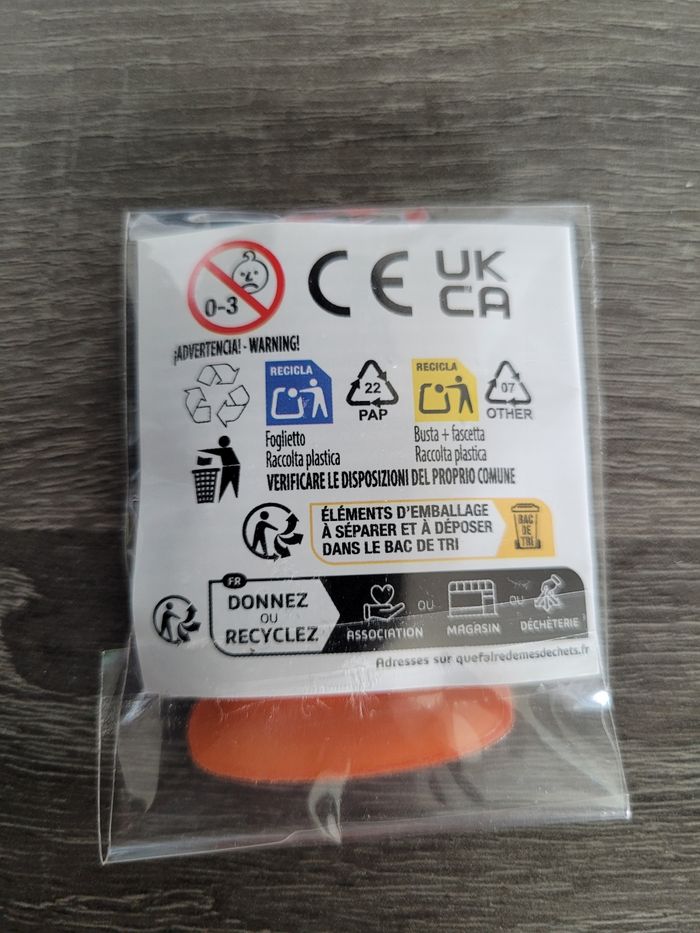 0-3
CE
UK
CA
¡ADVERTENCIA! - WARNING!
RECICLA
22
PAP
RECICLA
07
OTHER
Foglietto
Raccolta plastica
Busta + fascetta
Raccolta plastica
VERIFICARE LE DISPOSIZIONI DEL PROPRIO COMUNE
ÉLÉMENTS D'EMBALLAGE
À SÉPARER ET À DÉPOSER
DANS LE BAC DE TRI
BAC
DE
TRI
FR
DONNEZ
OU
RECYCLEZ
ASSOCIATION
OU
MAGASIN
OU
DÉCHÈTERIE
Adresses sur quefairedemesdechets.fr